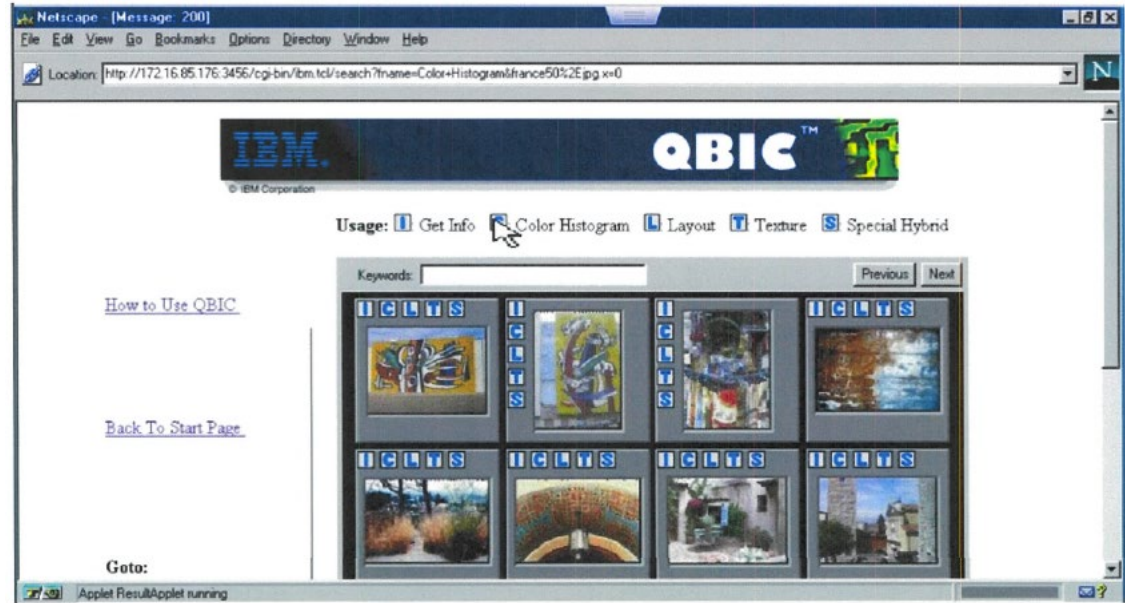 Netscape - [Message: 200]
File Edit View Go Bookmarks Options Directory Window Help
Location: http://172.16.85.176:3456/cgi-bin/ibm.tcl/search?fname=Color+Histogram&france50%2Ejpg.x=0
N
IBM. QBIC™
© IBM Corporation
Usage: I: Get Info Color Histogram L: Layout T: Texture S: Special Hybrid
Keywords: Previous Next
How to Use QBIC
I C L T S I C L T S I C L T S I C L T S
Back To Start Page
I C L T S I C L T S I C L T S I C L T S
Goto:
Applet ResultApplet running